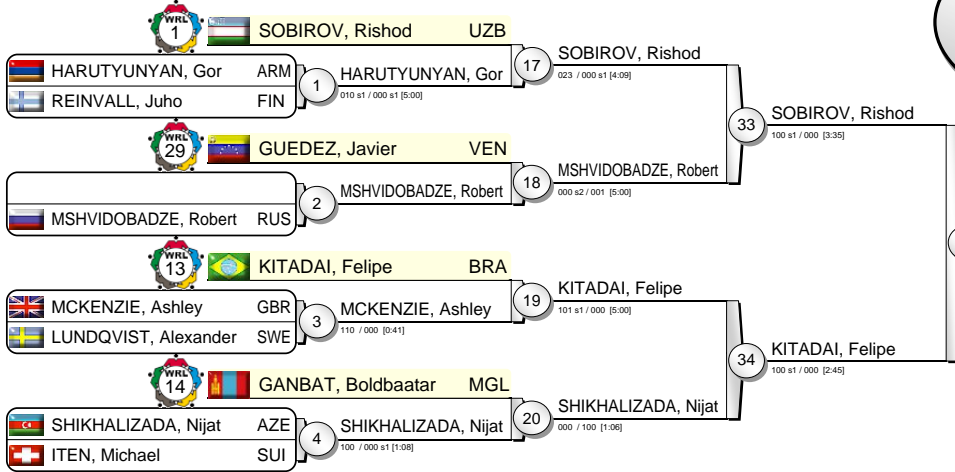 WRL
1
SOBIROV, Rishod UZB
HARUTYUNYAN, Gor ARM
REINVALL, Juho FIN
1
HARUTYUNYAN, Gor
010 s1 / 000 s1 [5:00]
17
SOBIROV, Rishod
023 / 000 s1 [4:09]
WRL
29
GUEDEZ, Javier VEN
MSHVIDOBADZE, Robert RUS
2
MSHVIDOBADZE, Robert
18
MSHVIDOBADZE, Robert
000 s2 / 001 [5:00]
33
SOBIROV, Rishod
100 s1 / 000 [3:35]
WRL
13
KITADAI, Felipe BRA
MCKENZIE, Ashley GBR
LUNDQVIST, Alexander SWE
3
MCKENZIE, Ashley
110 / 000 [0:41]
19
KITADAI, Felipe
101 s1 / 000 [5:00]
WRL
14
GANBAT, Boldbaatar MGL
SHIKHALIZADA, Nijat AZE
ITEN, Michael SUI
4
SHIKHALIZADA, Nijat
100 / 000 s1 [1:08]
20
SHIKHALIZADA, Nijat
000 / 100 [1:06]
34
KITADAI, Felipe
100 s1 / 000 [2:45]